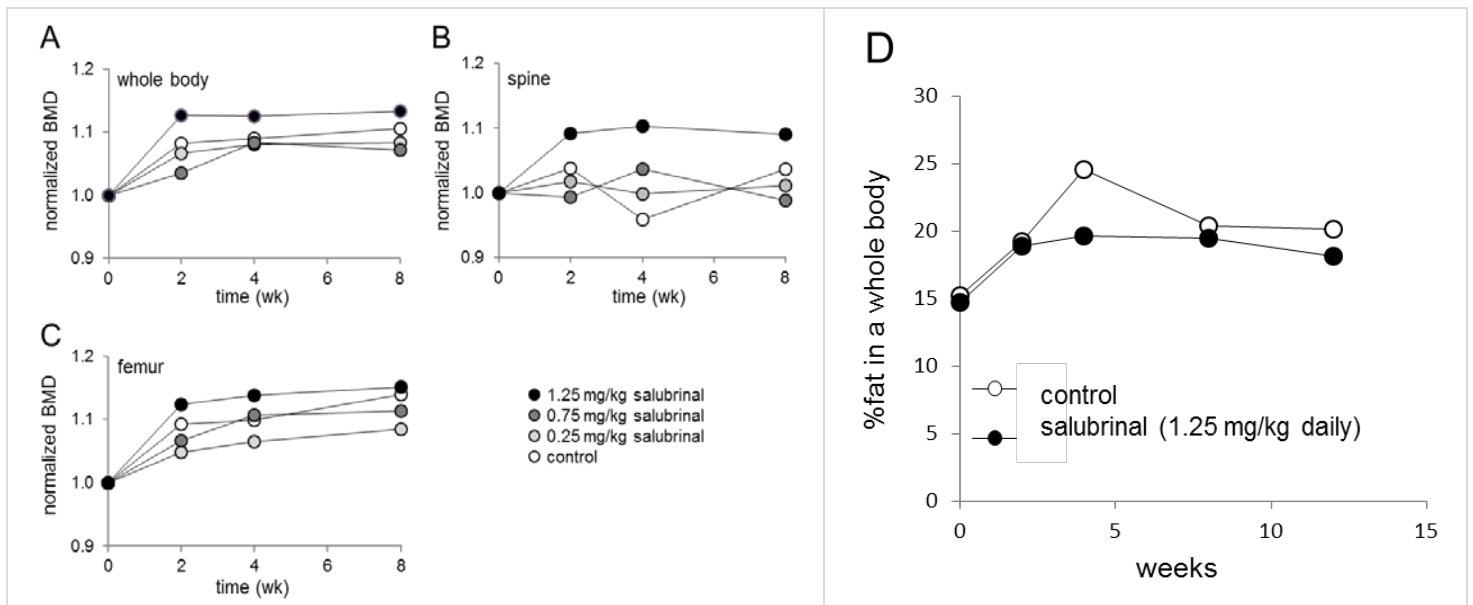 A
whole body
normalized BMD
1.2
1.1
1.0
0.9
0
2
4
6
8
time (wk)
B
spine
normalized BMD
1.2
1.1
1.0
0.9
0
2
4
6
8
time (wk)
C
femur
normalized BMD
1.2
1.1
1.0
0.9
0
2
4
6
8
time (wk)
1.25 mg/kg salubrinal
0.75 mg/kg salubrinal
0.25 mg/kg salubrinal
control
D
%fat in a whole body
30
25
20
15
10
5
0
control
salubrinal (1.25 mg/kg daily)
0
5
10
15
weeks